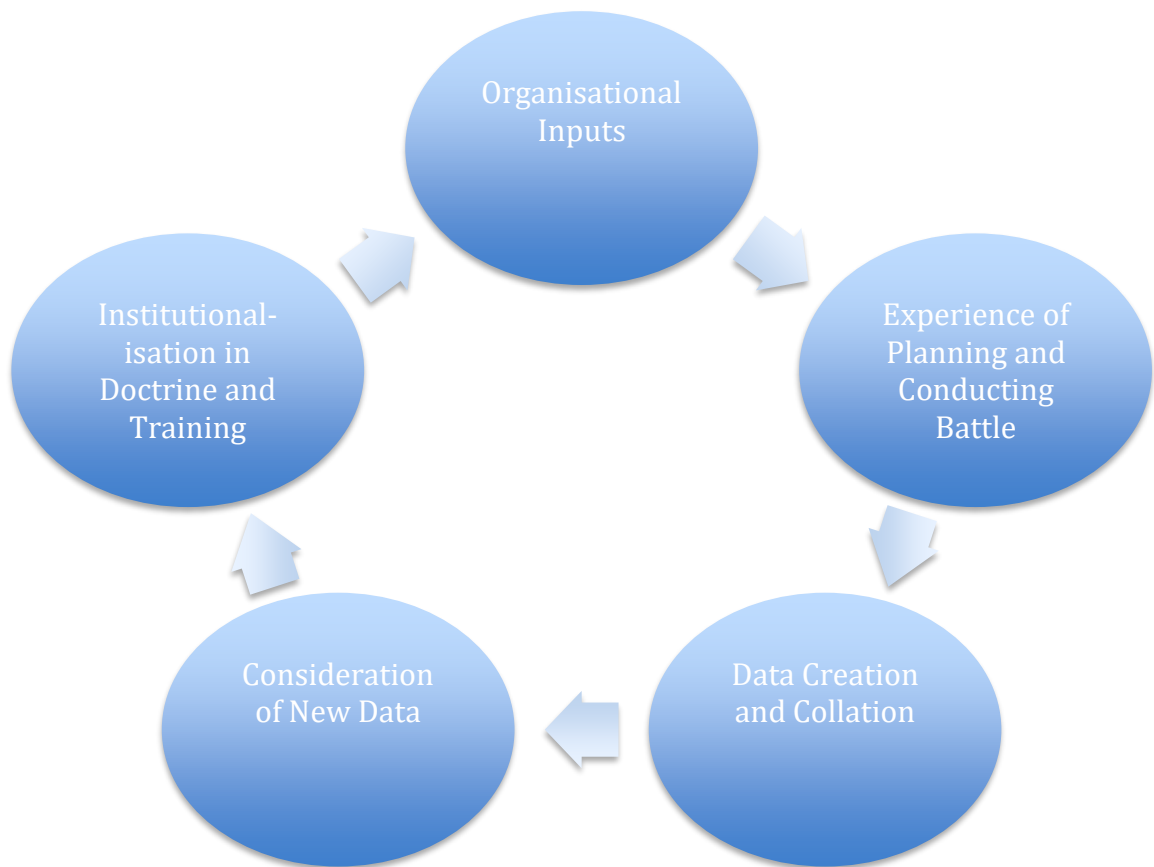 Organisational
Inputs
Experience of
Planning and
Conducting
Battle
Data Creation
and Collation
Consideration
of New Data
Institutional-
isation in
Doctrine and
Training